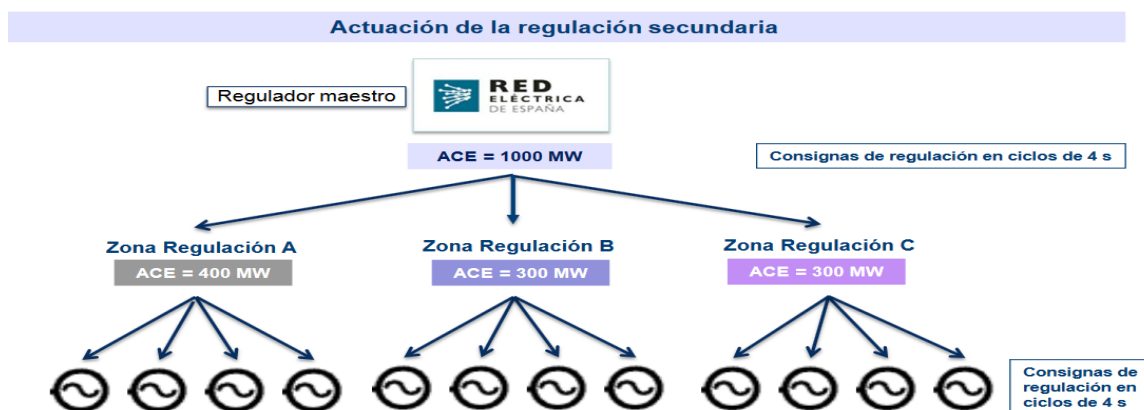 Actuación de la regulación secundaria
Regulador maestro
RED
ELÉCTRICA
DE ESPAÑA
ACE = 1000 MW
Consignas de regulación en ciclos de 4 s
Zona Regulación A
Zona Regulación B
Zona Regulación C
ACE = 400 MW
ACE = 300 MW
ACE = 300 MW
Consignas de
regulación en
ciclos de 4 s